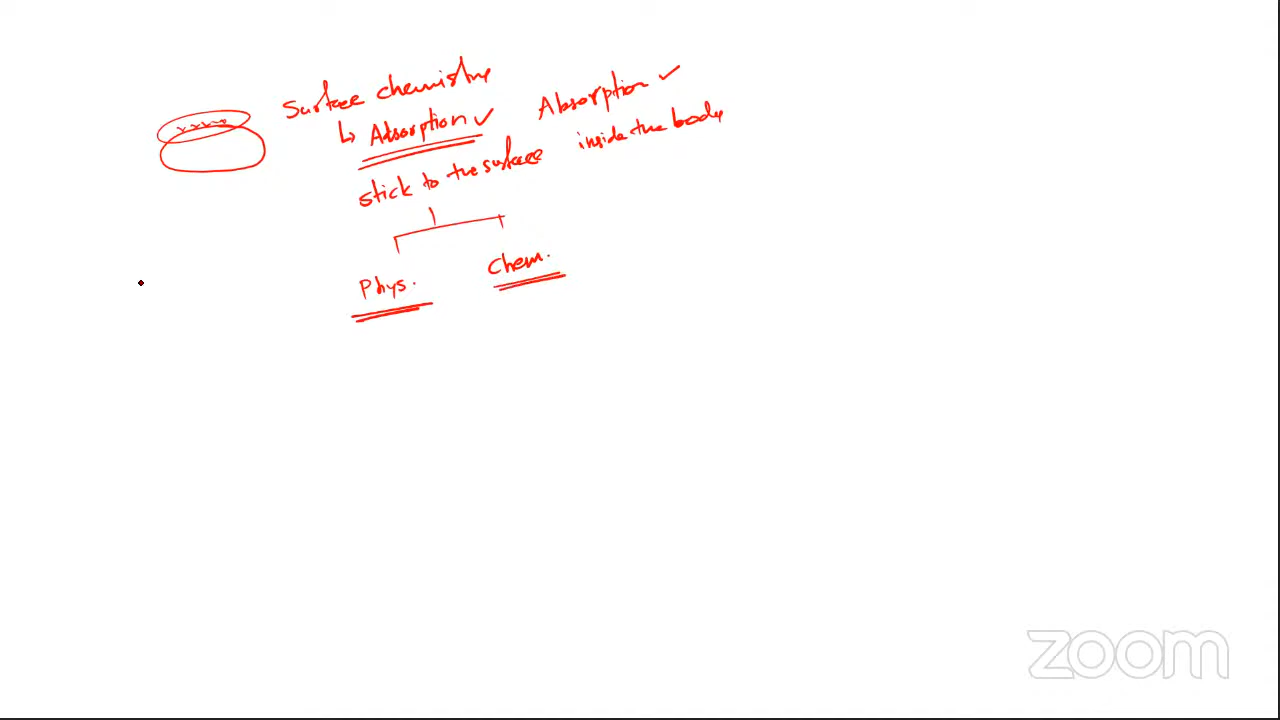 Surface chemistry
↳ Adsorption ✓ Absorption ✓
stick to the surface inside the body
Phys. Chem.
zoom